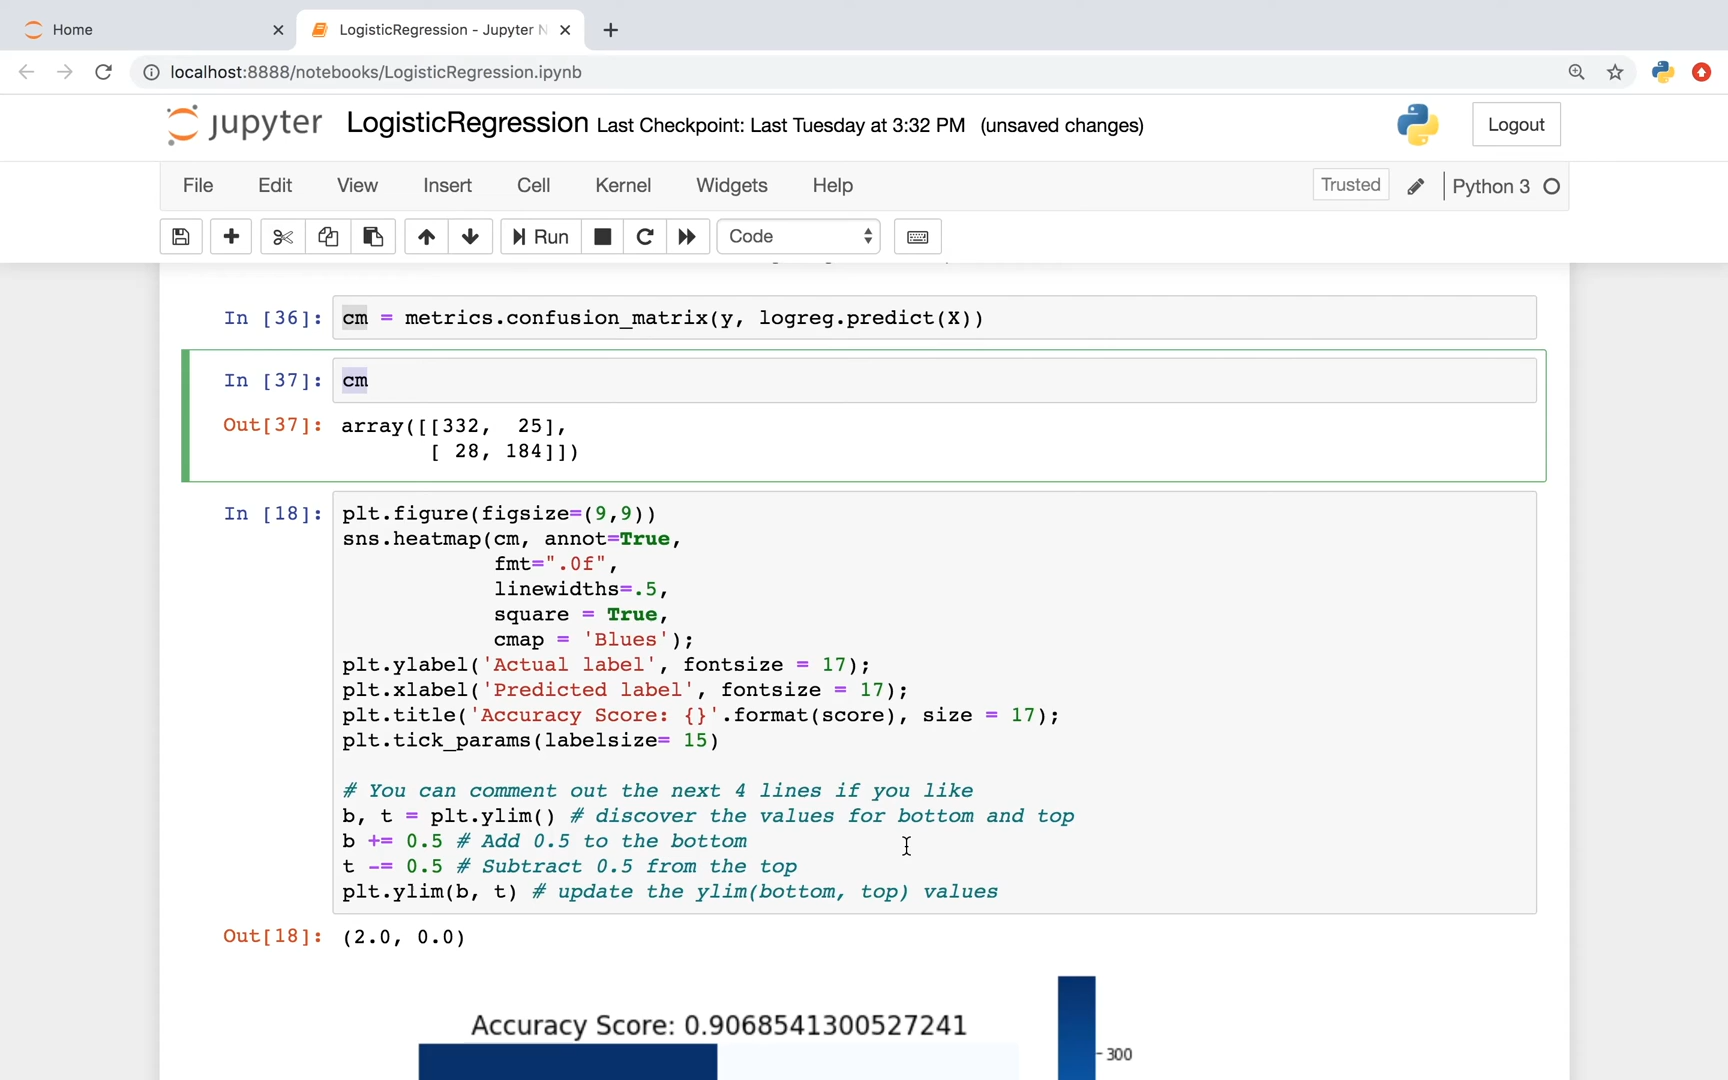 Home
LogisticRegression - Jupyter N
localhost:8888/notebooks/LogisticRegression.ipynb
jupyter LogisticRegression Last Checkpoint: Last Tuesday at 3:32 PM (unsaved changes)
Logout
File Edit View Insert Cell Kernel Widgets Help
Trusted Python 3
Run Code
In [36]: cm = metrics.confusion_matrix(y, logreg.predict(X))
In [37]: cm
Out[37]: array([[332, 25],
[ 28, 184]])
In [18]: plt.figure(figsize=(9,9))
sns.heatmap(cm, annot=True,
fmt=".0f",
linewidths=.5,
square = True,
cmap = 'Blues');
plt.ylabel('Actual label', fontsize = 17);
plt.xlabel('Predicted label', fontsize = 17);
plt.title('Accuracy Score: {}'.format(score), size = 17);
plt.tick_params(labelsize= 15)
# You can comment out the next 4 lines if you like
b, t = plt.ylim() # discover the values for bottom and top
b += 0.5 # Add 0.5 to the bottom
t -= 0.5 # Subtract 0.5 from the top
plt.ylim(b, t) # update the ylim(bottom, top) values
Out[18]: (2.0, 0.0)
Accuracy Score: 0.9068541300527241
300